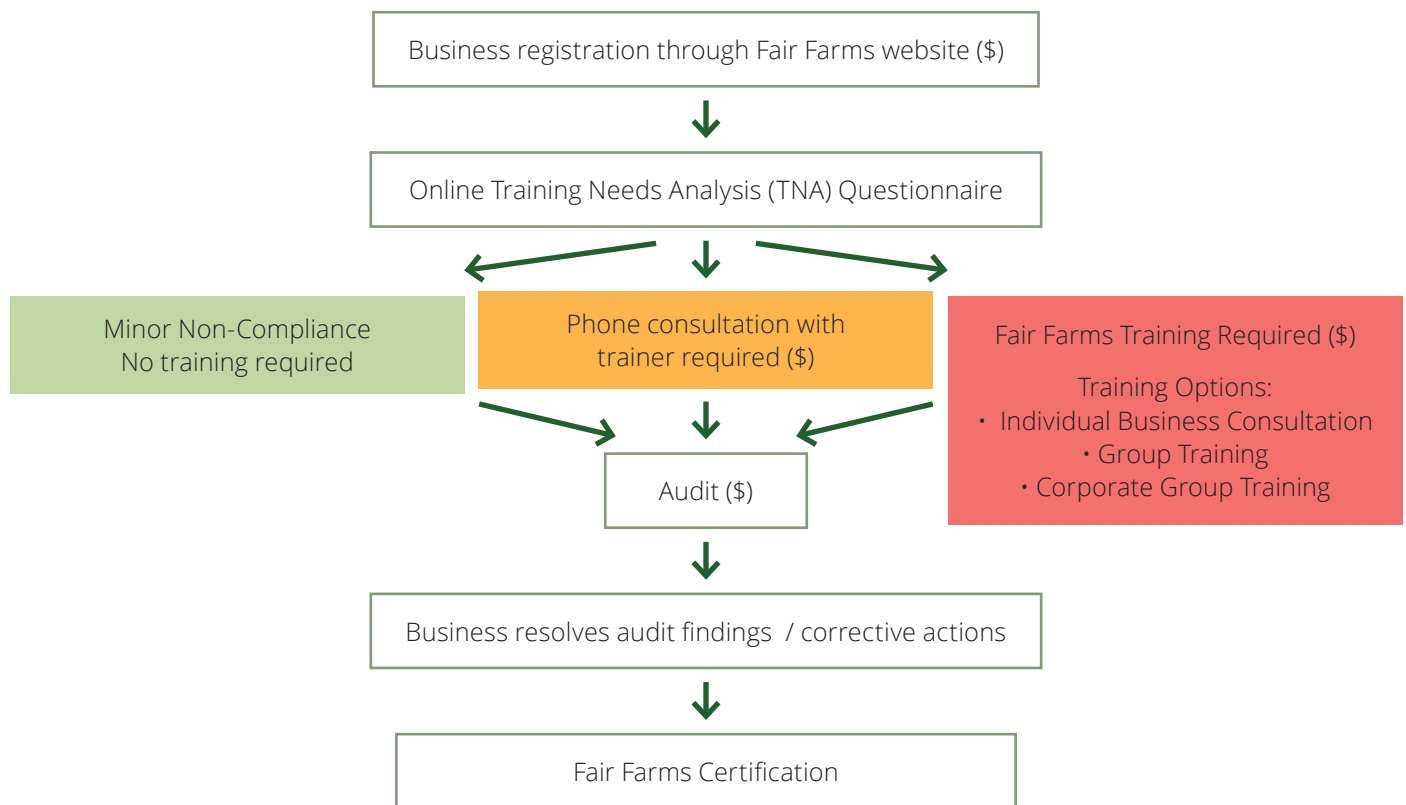 Business registration through Fair Farms website ($)
Online Training Needs Analysis (TNA) Questionnaire
Minor Non-Compliance
No training required
Phone consultation with
trainer required ($)
Fair Farms Training Required ($)
Training Options:
• Individual Business Consultation
• Group Training
• Corporate Group Training
Audit ($)
Business resolves audit findings / corrective actions
Fair Farms Certification